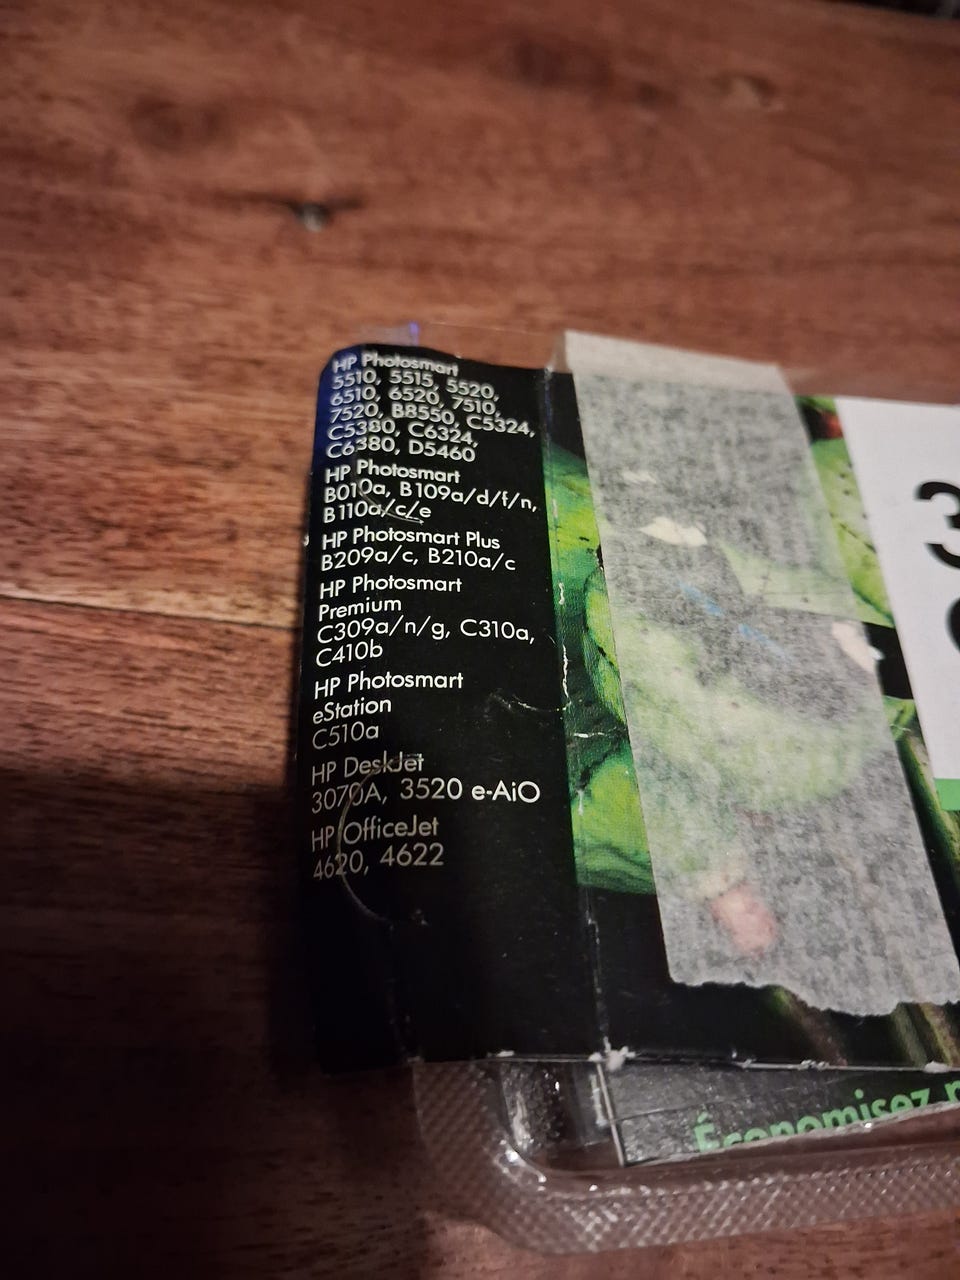 HP Photosmart
5510, 5515, 5520,
6510, 6520, 7510,
7520, B8550, C5324,
C5380, C6324,
C6380, D5460
HP Photosmart
B010a, B109a/d/f/n,
B110a/c/e
HP Photosmart Plus
B209a/c, B210a/c
HP Photosmart
Premium
C309a/n/g, C310a,
C410b
HP Photosmart
eStation
C510a
HP DeskJet
3070A, 3520 e-AiO
HP OfficeJet
4620, 4622
3
Économisez